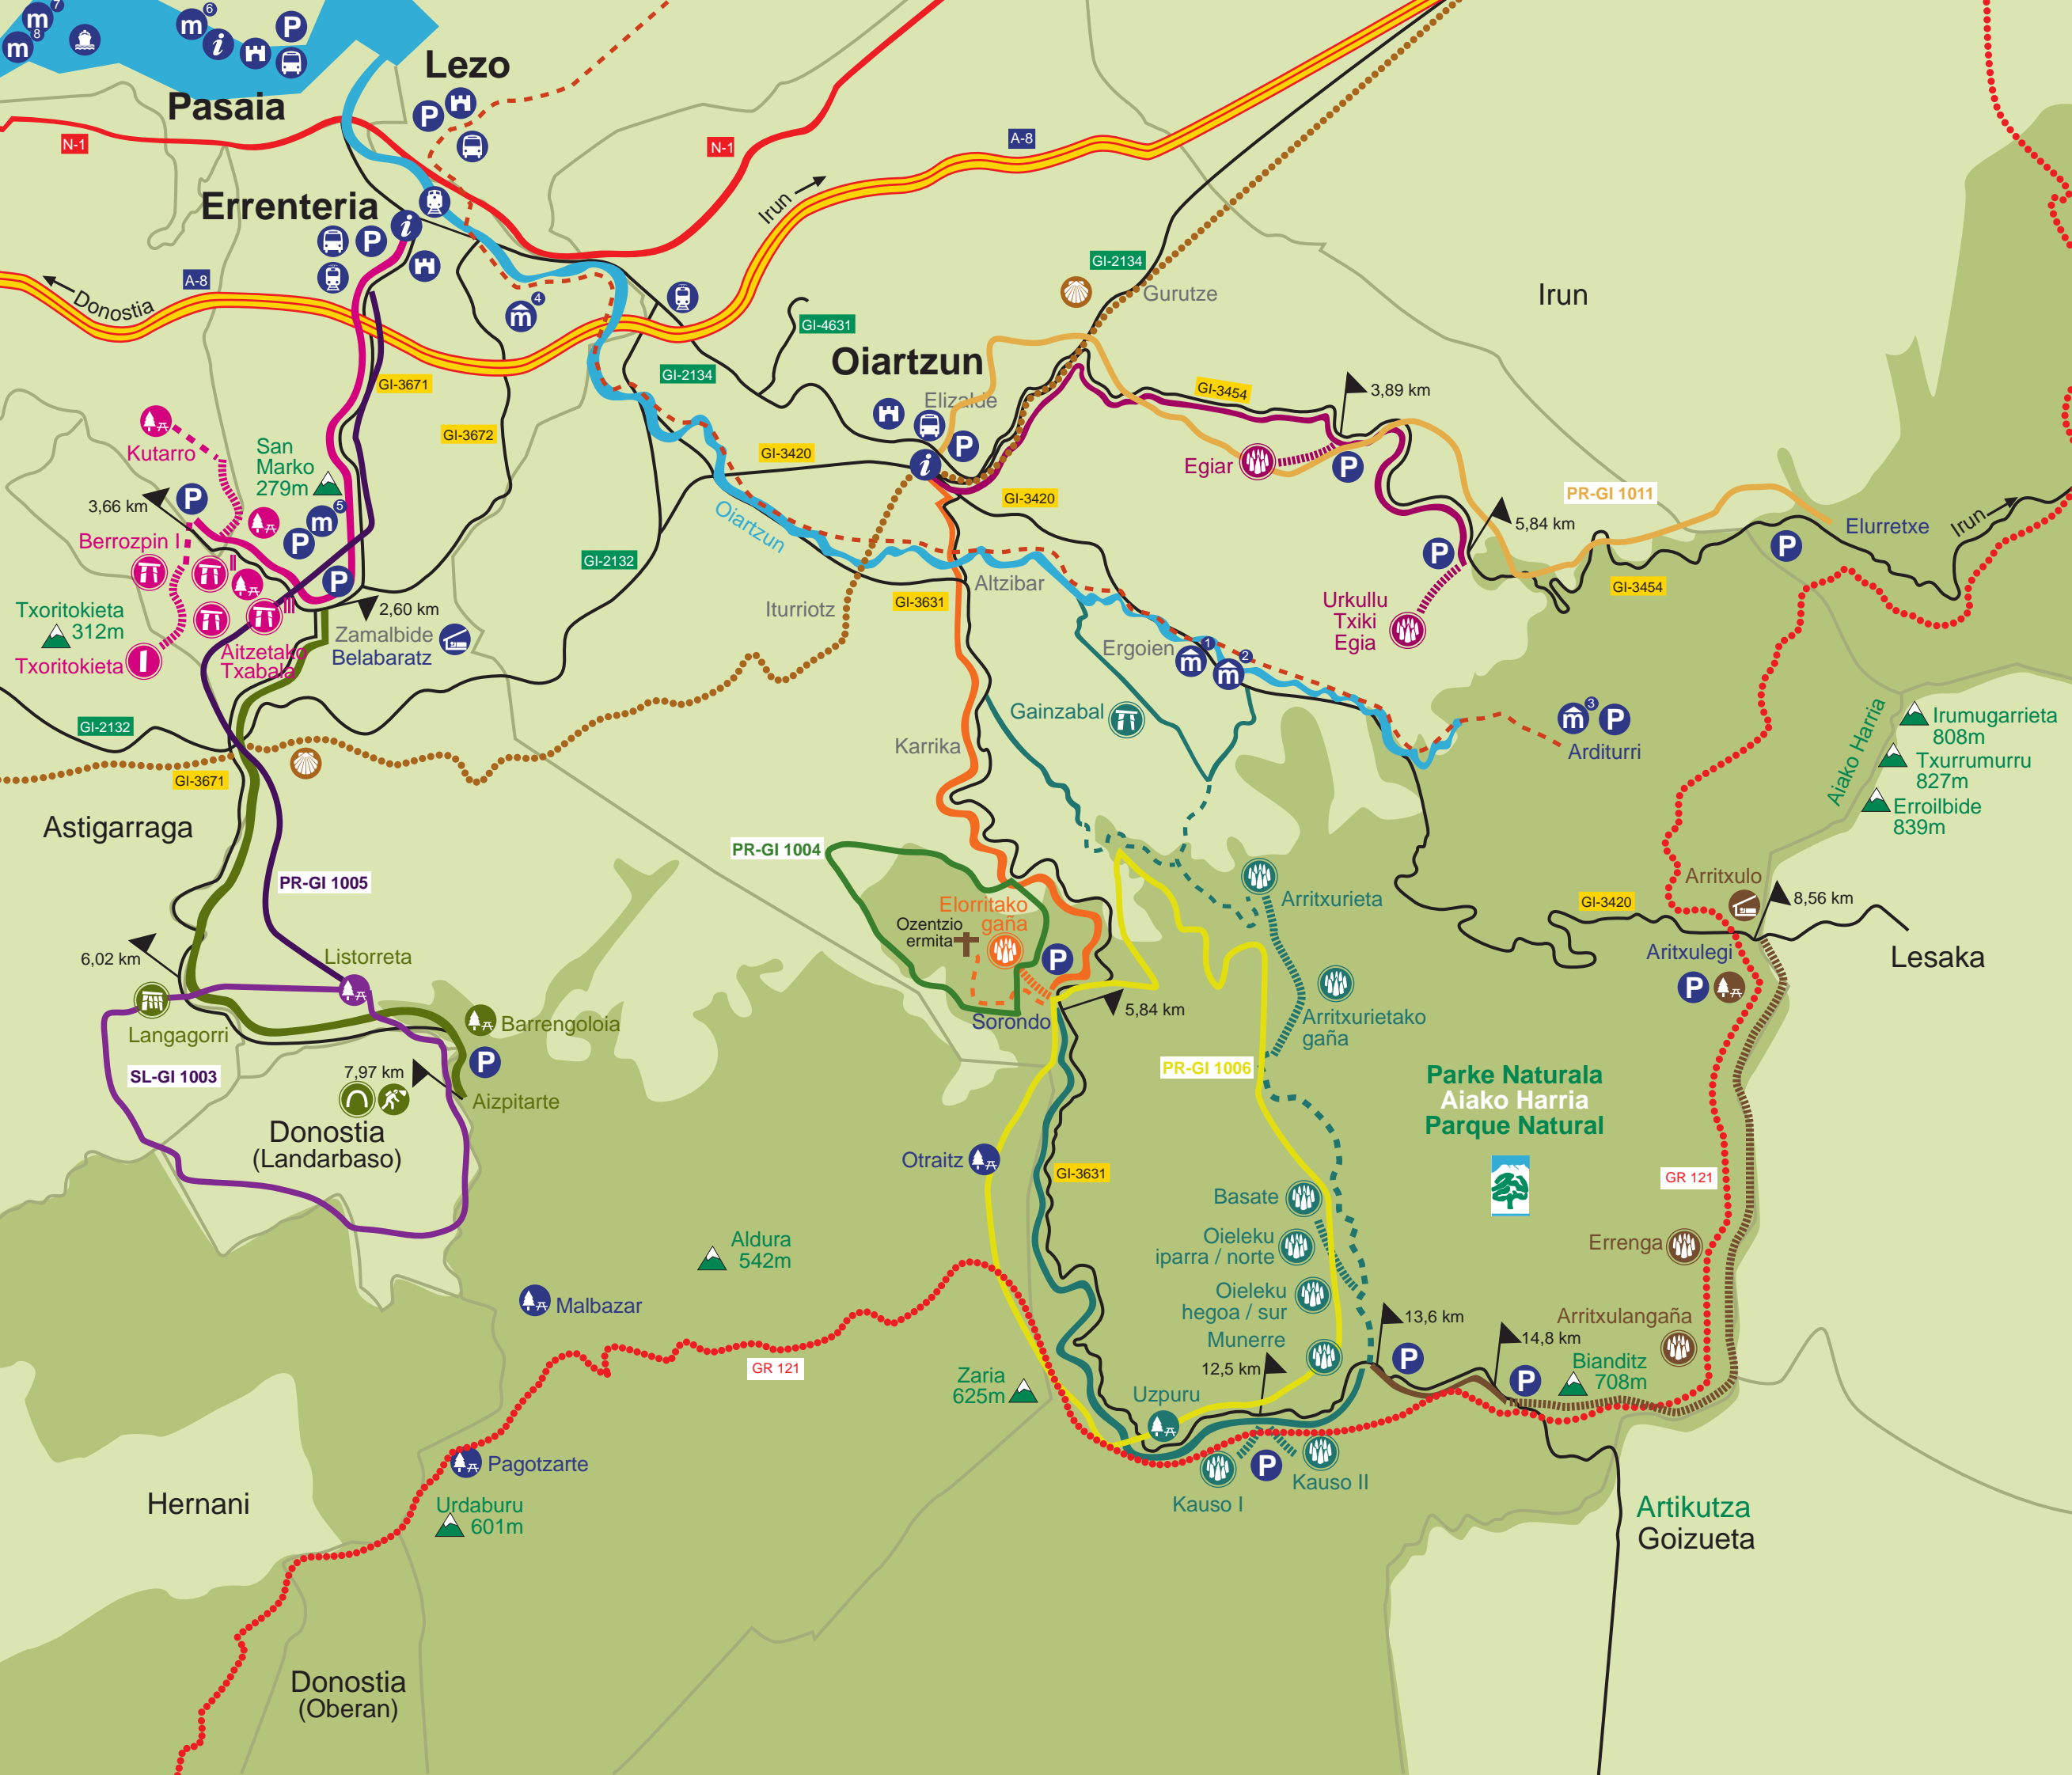 7
8
6
P
Lezo
Pasaia
N-1
P
N-1
A-8
Irun
Errenteria
P
A-8
Donostia
4
GI-2134
Gurutze
Irun
GI-4631
Oiartzun
GI-2134
GI-3671
Elizalde
GI-3454
3,89 km
P
Kutarro
San
Marko
279m
GI-3672
GI-3420
Egiar
P
3,66 km
P
5
P
GI-3420
PR-GI 1011
5,84 km
Elurretxe
Irun
Berrozpin I
Oiartzun
P
P
P
GI-2132
Altzibar
GI-3454
Txoritokieta
312m
2,60 km
Iturriotz
GI-3631
Urkullu
Txiki
Egia
Zamalbide
Belabaratz
Aitzetako
Txabala
Txoritokieta
Ergoien
1
2
Gainzabal
3
P
Arditurri
Irumugarrieta
808m
Txurrumurru
827m
Erroilbide
839m
Aiako Harria
GI-2132
Karrika
GI-3671
Astigarraga
PR-GI 1004
PR-GI 1005
Arritxulo
8,56 km
GI-3420
Arritxurieta
Elorritako
gaña
Ozentzio
ermita
P
6,02 km
Listorreta
Aritxulegi
P
Lesaka
5,84 km
Sorondo
Arritxurietako
gaña
Langagorri
Barrengoloia
P
SL-GI 1003
7,97 km
Aizpitarte
PR-GI 1006
Parke Naturala
Aiako Harria
Parque Natural
Donostia
(Landarbaso)
Otraitz
GI-3631
GR 121
Basate
Oieleku
iparra / norte
Errenga
Aldura
542m
Oieleku
hegoa / sur
Malbazar
Munerre
13,6 km
P
Arritxulangaña
14,8 km
P
Bianditz
708m
GR 121
Zaria
625m
12,5 km
Uzpuru
P
Kauso II
Kauso I
Pagotzarte
Hernani
Urdaburu
601m
Artikutza
Goizueta
Donostia
(Oberan)